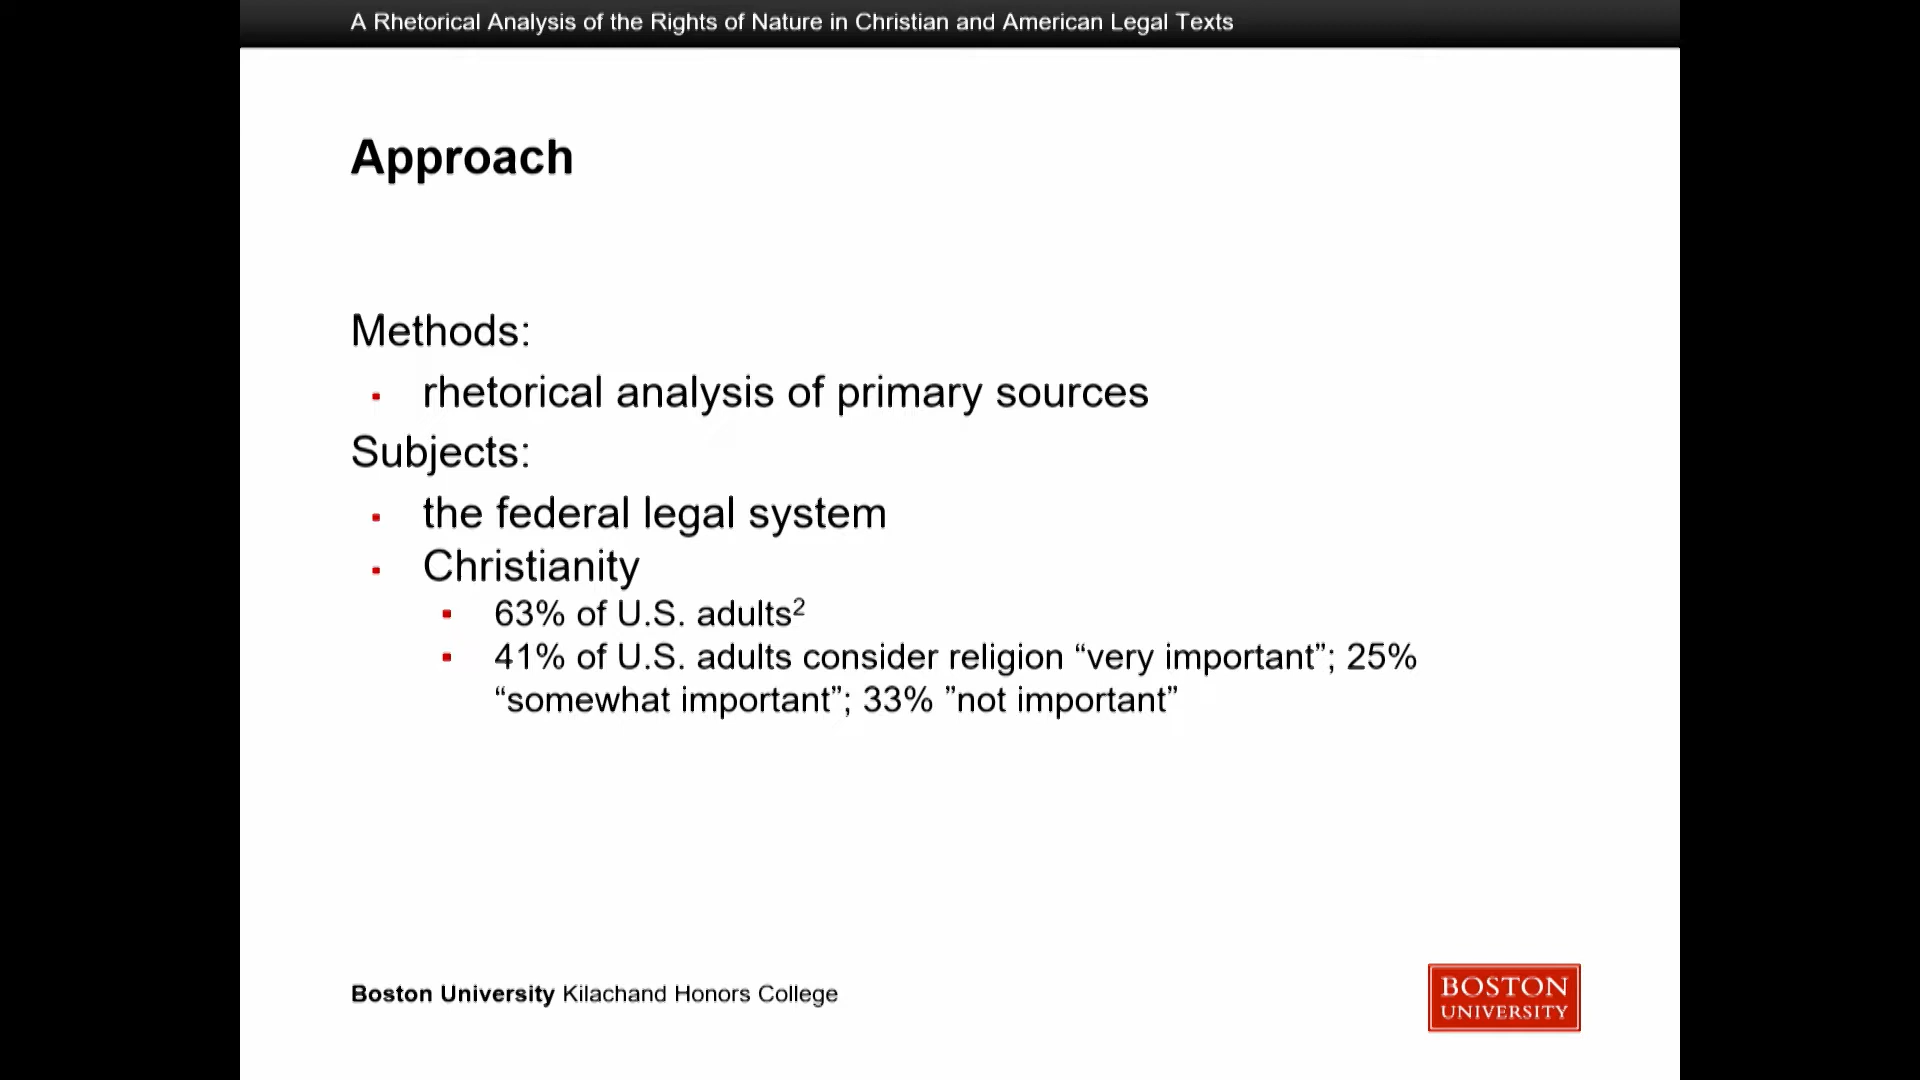 A Rhetorical Analysis of the Rights of Nature in Christian and American Legal Texts
Approach
Methods:
▪ rhetorical analysis of primary sources
Subjects:
▪ the federal legal system
▪ Christianity
▪ 63% of U.S. adults²
▪ 41% of U.S. adults consider religion “very important”; 25%
“somewhat important”; 33% ”not important”
Boston University Kilachand Honors College
BOSTON
UNIVERSITY